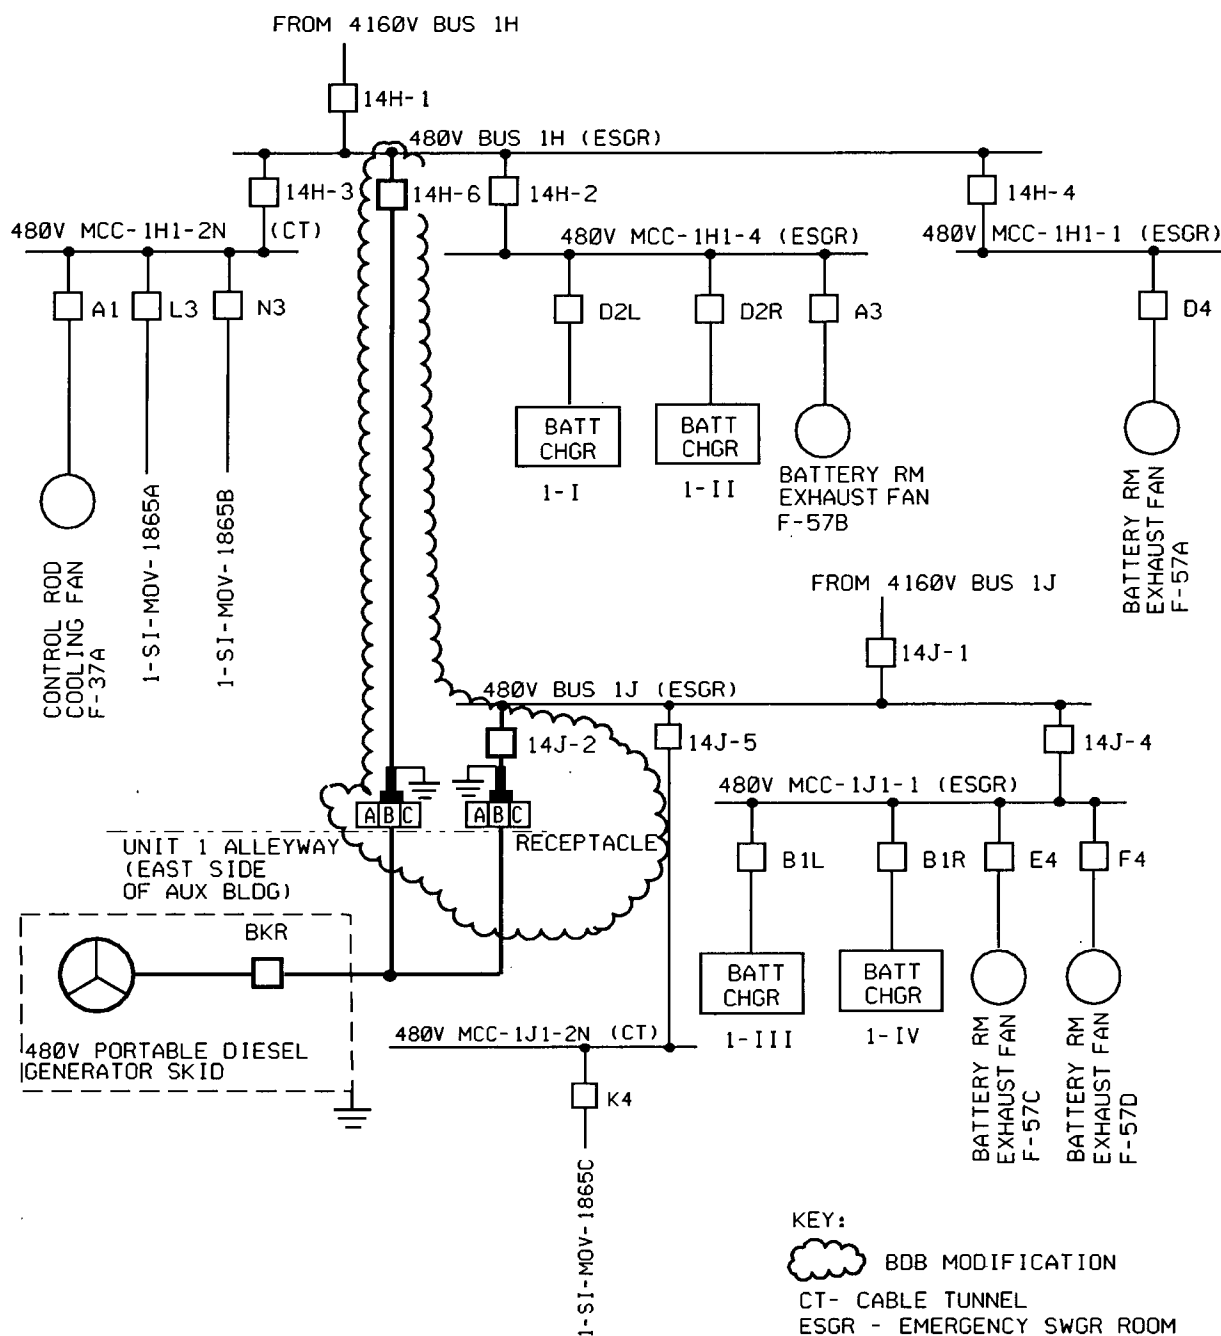 FROM 4160V BUS 1H
14H-1
480V BUS 1H (ESGR)
14H-3
14H-6
14H-2
14H-4
480V MCC-1H1-2N (CT)
480V MCC-1H1-4 (ESGR)
480V MCC-1H1-1 (ESGR)
A1
L3
N3
D2L
D2R
A3
D4
BATT
CHGR
1-I
BATT
CHGR
1-II
BATTERY RM
EXHAUST FAN
F-57B
BATTERY RM
EXHAUST FAN
F-57A
CONTROL ROD
COOLING FAN
F-37A
1-SI-MOV-1865A
1-SI-MOV-1865B
FROM 4160V BUS 1J
14J-1
480V BUS 1J (ESGR)
14J-2
14J-5
14J-4
480V MCC-1J1-1 (ESGR)
A B C
A B C
RECEPTACLE
UNIT 1 ALLEYWAY
(EAST SIDE
OF AUX BLDG)
B1L
B1R
E4
F4
BKR
BATT
CHGR
1-III
BATT
CHGR
1-IV
BATTERY RM
EXHAUST FAN
F-57C
BATTERY RM
EXHAUST FAN
F-57D
480V PORTABLE DIESEL
GENERATOR SKID
480V MCC-1J1-2N (CT)
K4
1-SI-MOV-1865C
KEY:
BDB MODIFICATION
CT- CABLE TUNNEL
ESGR - EMERGENCY SWGR ROOM